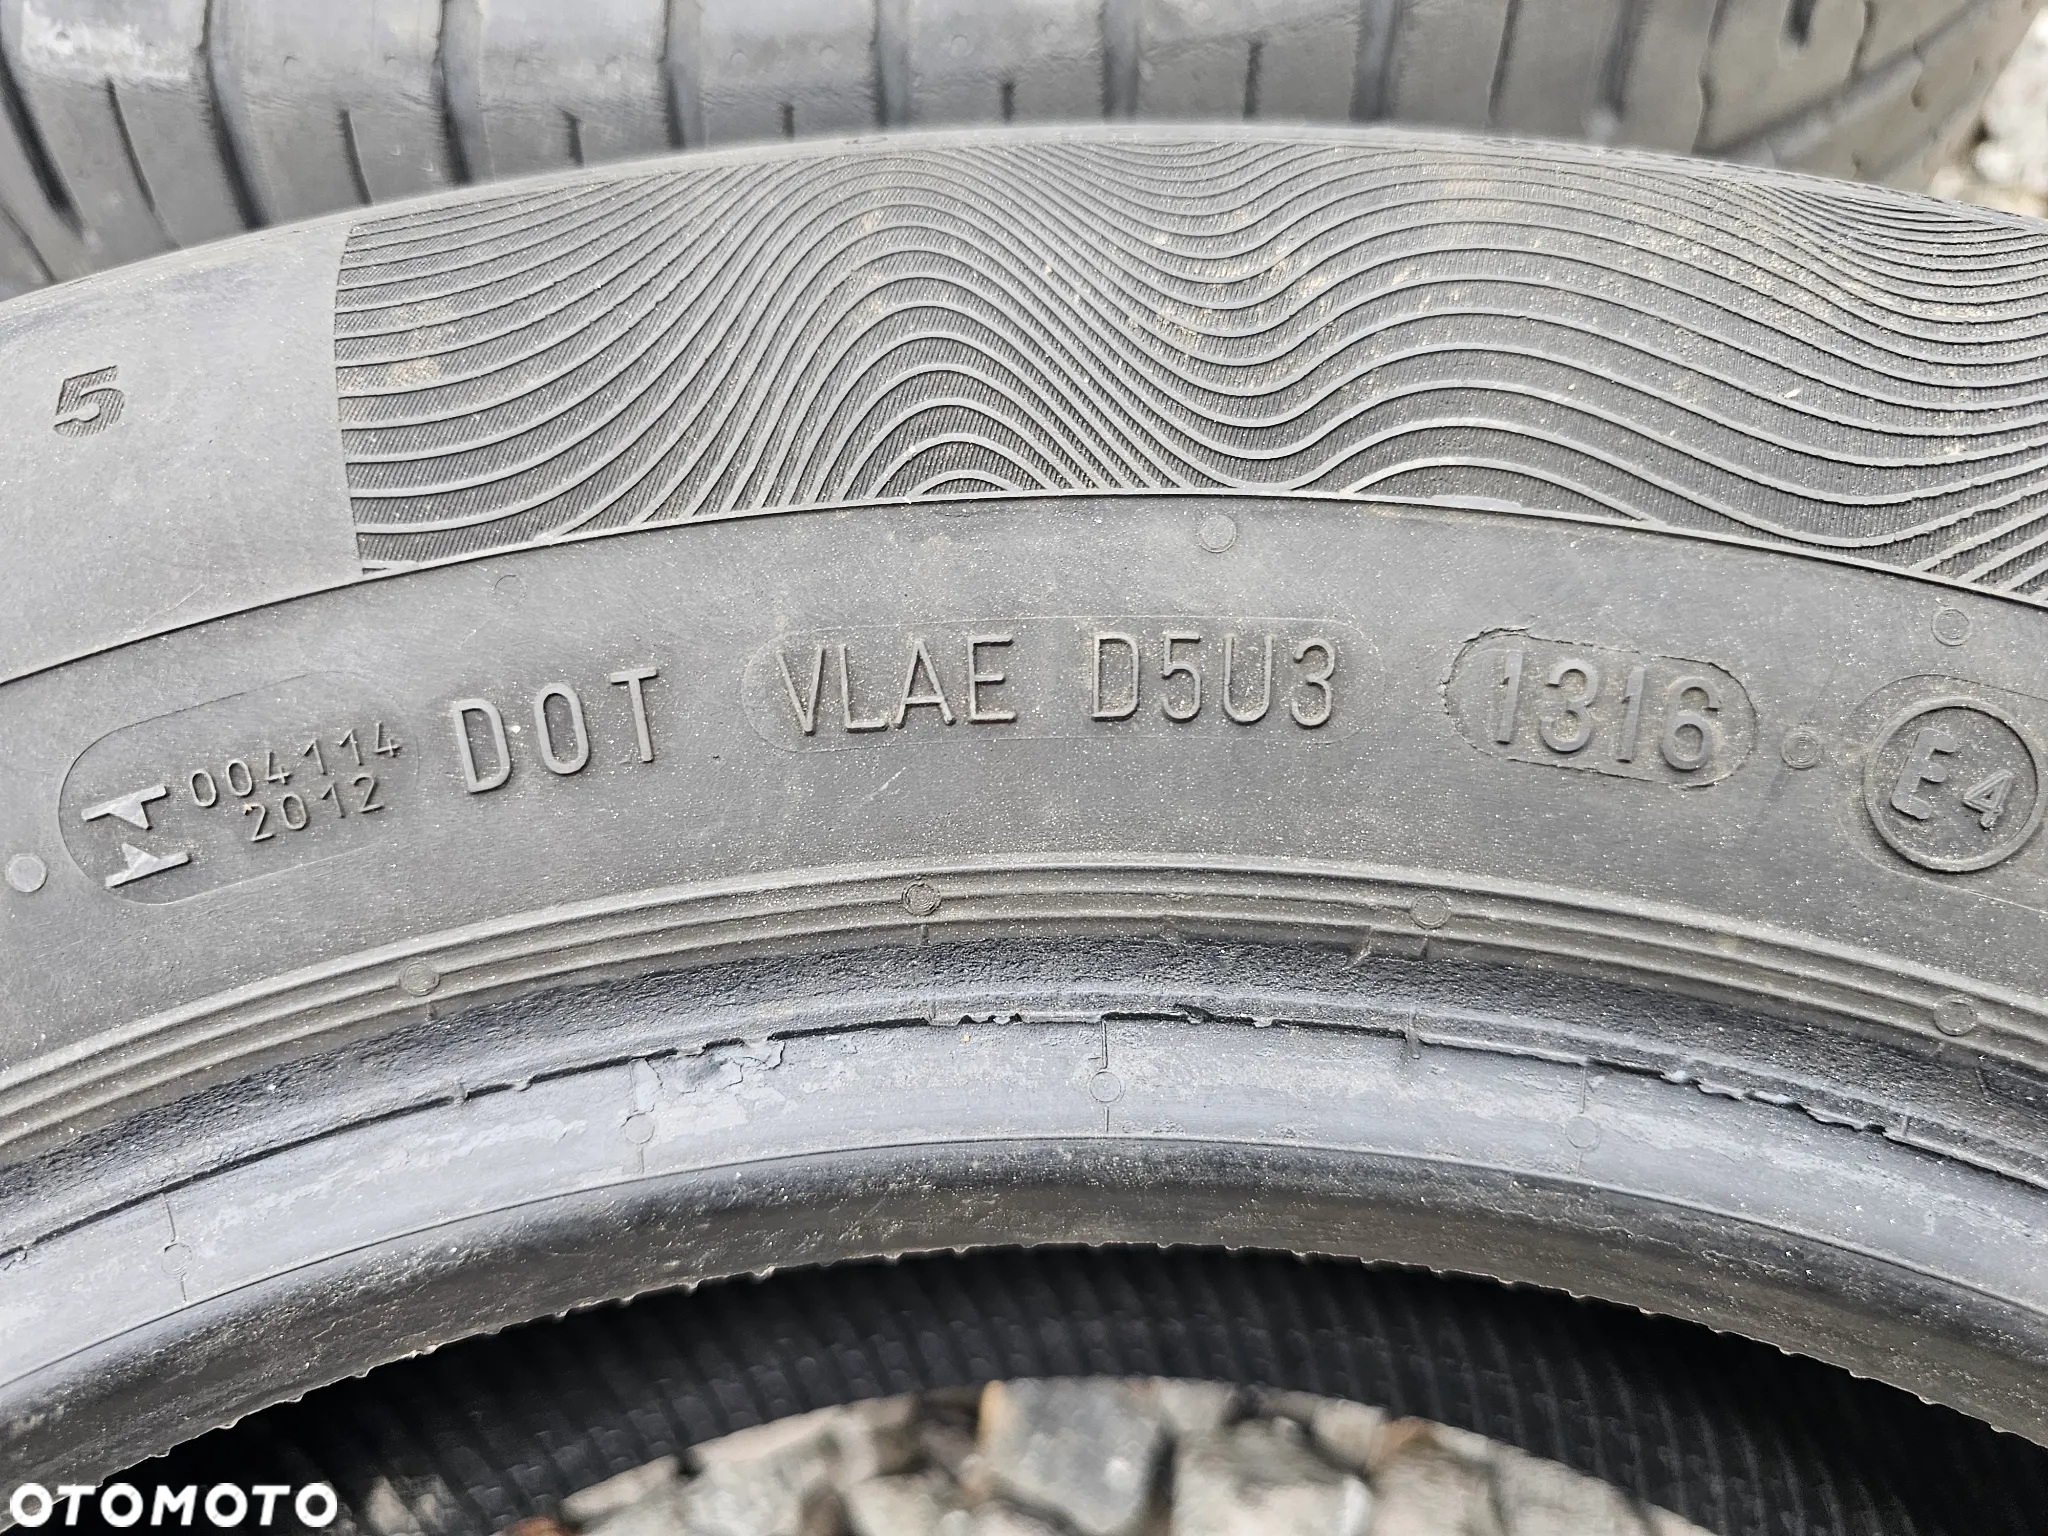 5
004114
2012
DOT VLAE D5U3 1316 E4
OTOMOTO